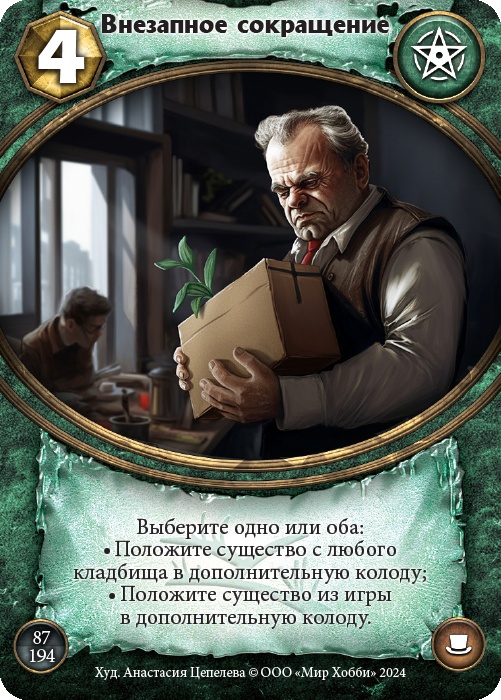 4
Внезапное сокращение
Выберите одно или оба:
• Положите существо с любого
кладбища в дополнительную колоду;
• Положите существо из игры
в дополнительную колоду.
87
194
Худ. Анастасия Цепелева © ООО «Мир Хобби» 2024